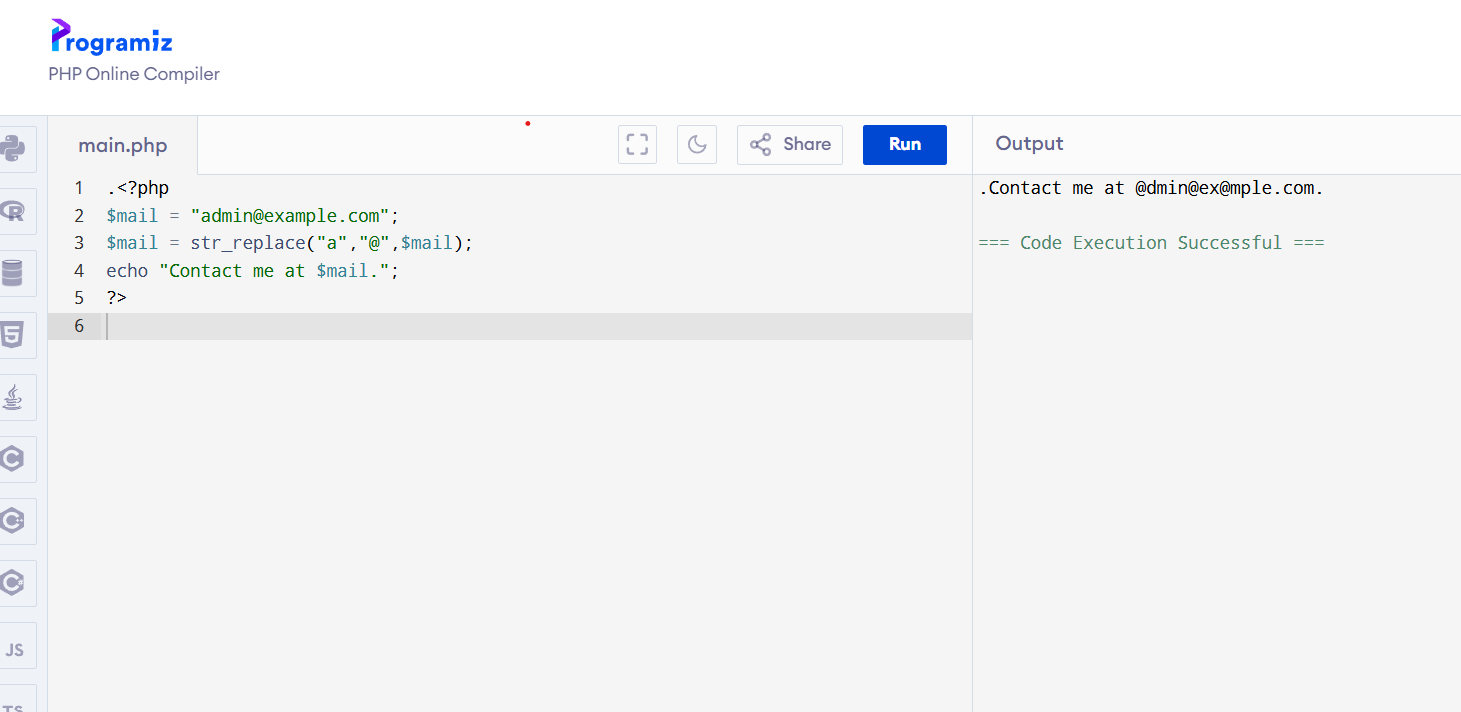 Programiz
PHP Online Compiler
main.php
Share
Run
Output
1 .<?php
2 $mail = "admin@example.com";
3 $mail = str_replace("a","@",$mail);
4 echo "Contact me at $mail.";
5 ?>
6
.Contact me at @dmin@ex@mple.com.
=== Code Execution Successful ===
R
5
C
C++
C#
JS
TS